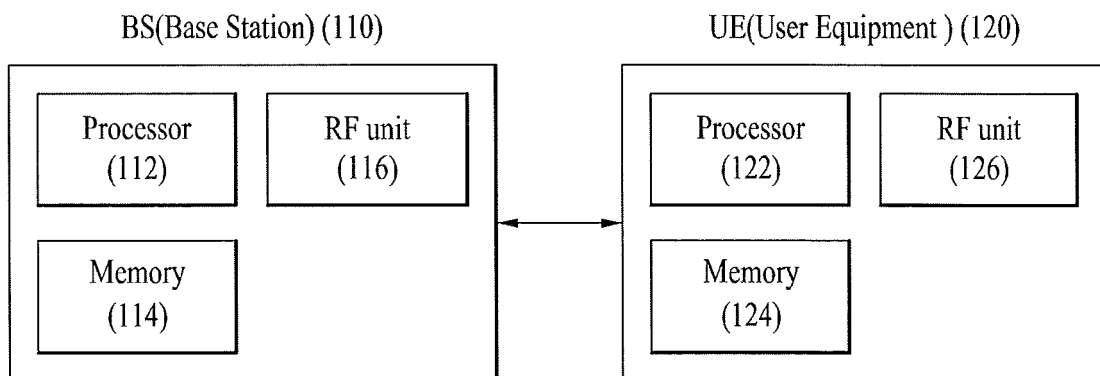 BS(Base Station) (110)
UE(User Equipment ) (120)
Processor
(112)
RF unit
(116)
Memory
(114)
Processor
(122)
RF unit
(126)
Memory
(124)